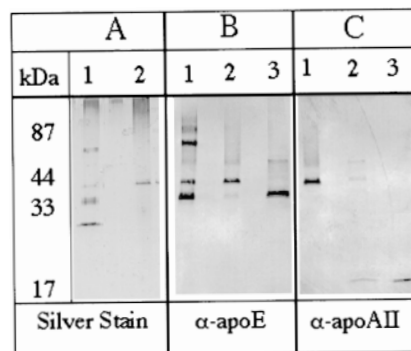 A B C
kDa 1 2 1 2 3 1 2 3
87
44
33
17
Silver Stain α-apoE α-apoAII